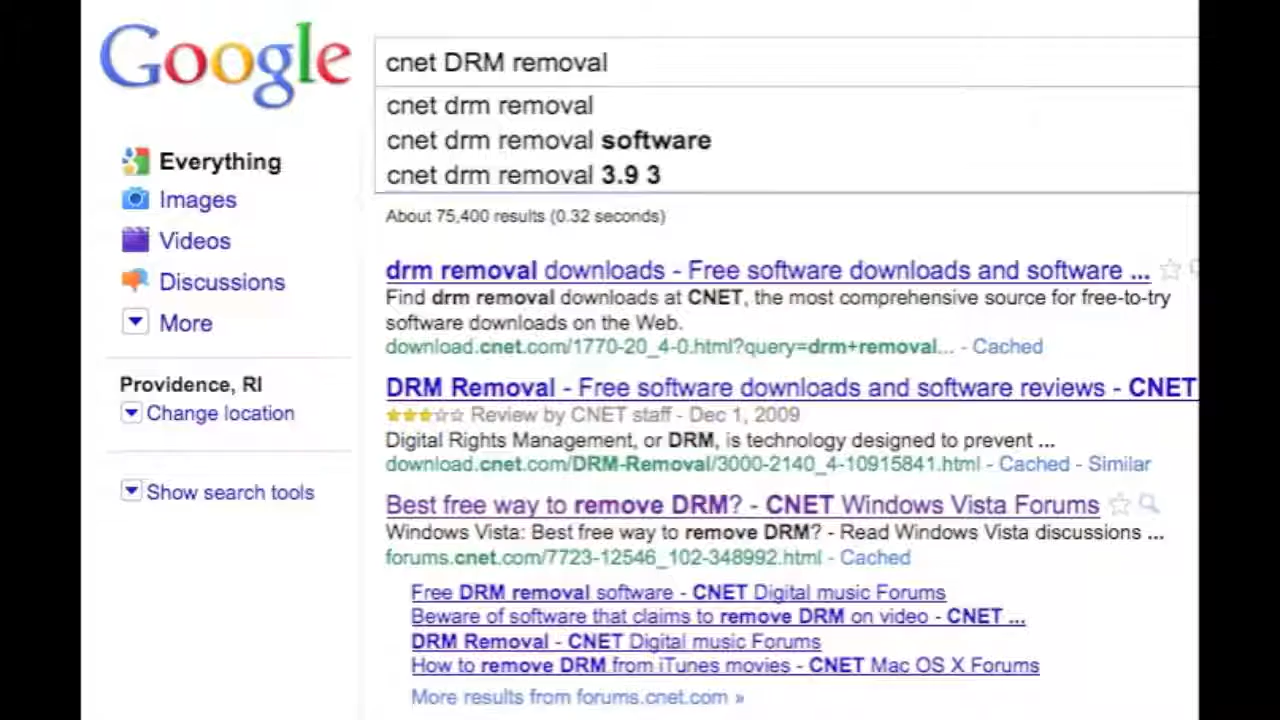 Google
cnet DRM removal
cnet drm removal
cnet drm removal software
cnet drm removal 3.9 3
Everything
Images
Videos
Discussions
More
Providence, RI
Change location
Show search tools
About 75,400 results (0.32 seconds)
drm removal downloads - Free software downloads and software ...
Find drm removal downloads at CNET, the most comprehensive source for free-to-try
software downloads on the Web.
download.cnet.com/1770-20_4-0.html?query=drm+removal... - Cached
DRM Removal - Free software downloads and software reviews - CNET
Review by CNET staff - Dec 1, 2009
Digital Rights Management, or DRM, is technology designed to prevent ...
download.cnet.com/DRM-Removal/3000-2140_4-10915841.html - Cached - Similar
Best free way to remove DRM? - CNET Windows Vista Forums
Windows Vista: Best free way to remove DRM? - Read Windows Vista discussions ...
forums.cnet.com/7723-12546_102-348992.html - Cached
Free DRM removal software - CNET Digital music Forums
Beware of software that claims to remove DRM on video - CNET ...
DRM Removal - CNET Digital music Forums
How to remove DRM from iTunes movies - CNET Mac OS X Forums
More results from forums.cnet.com »